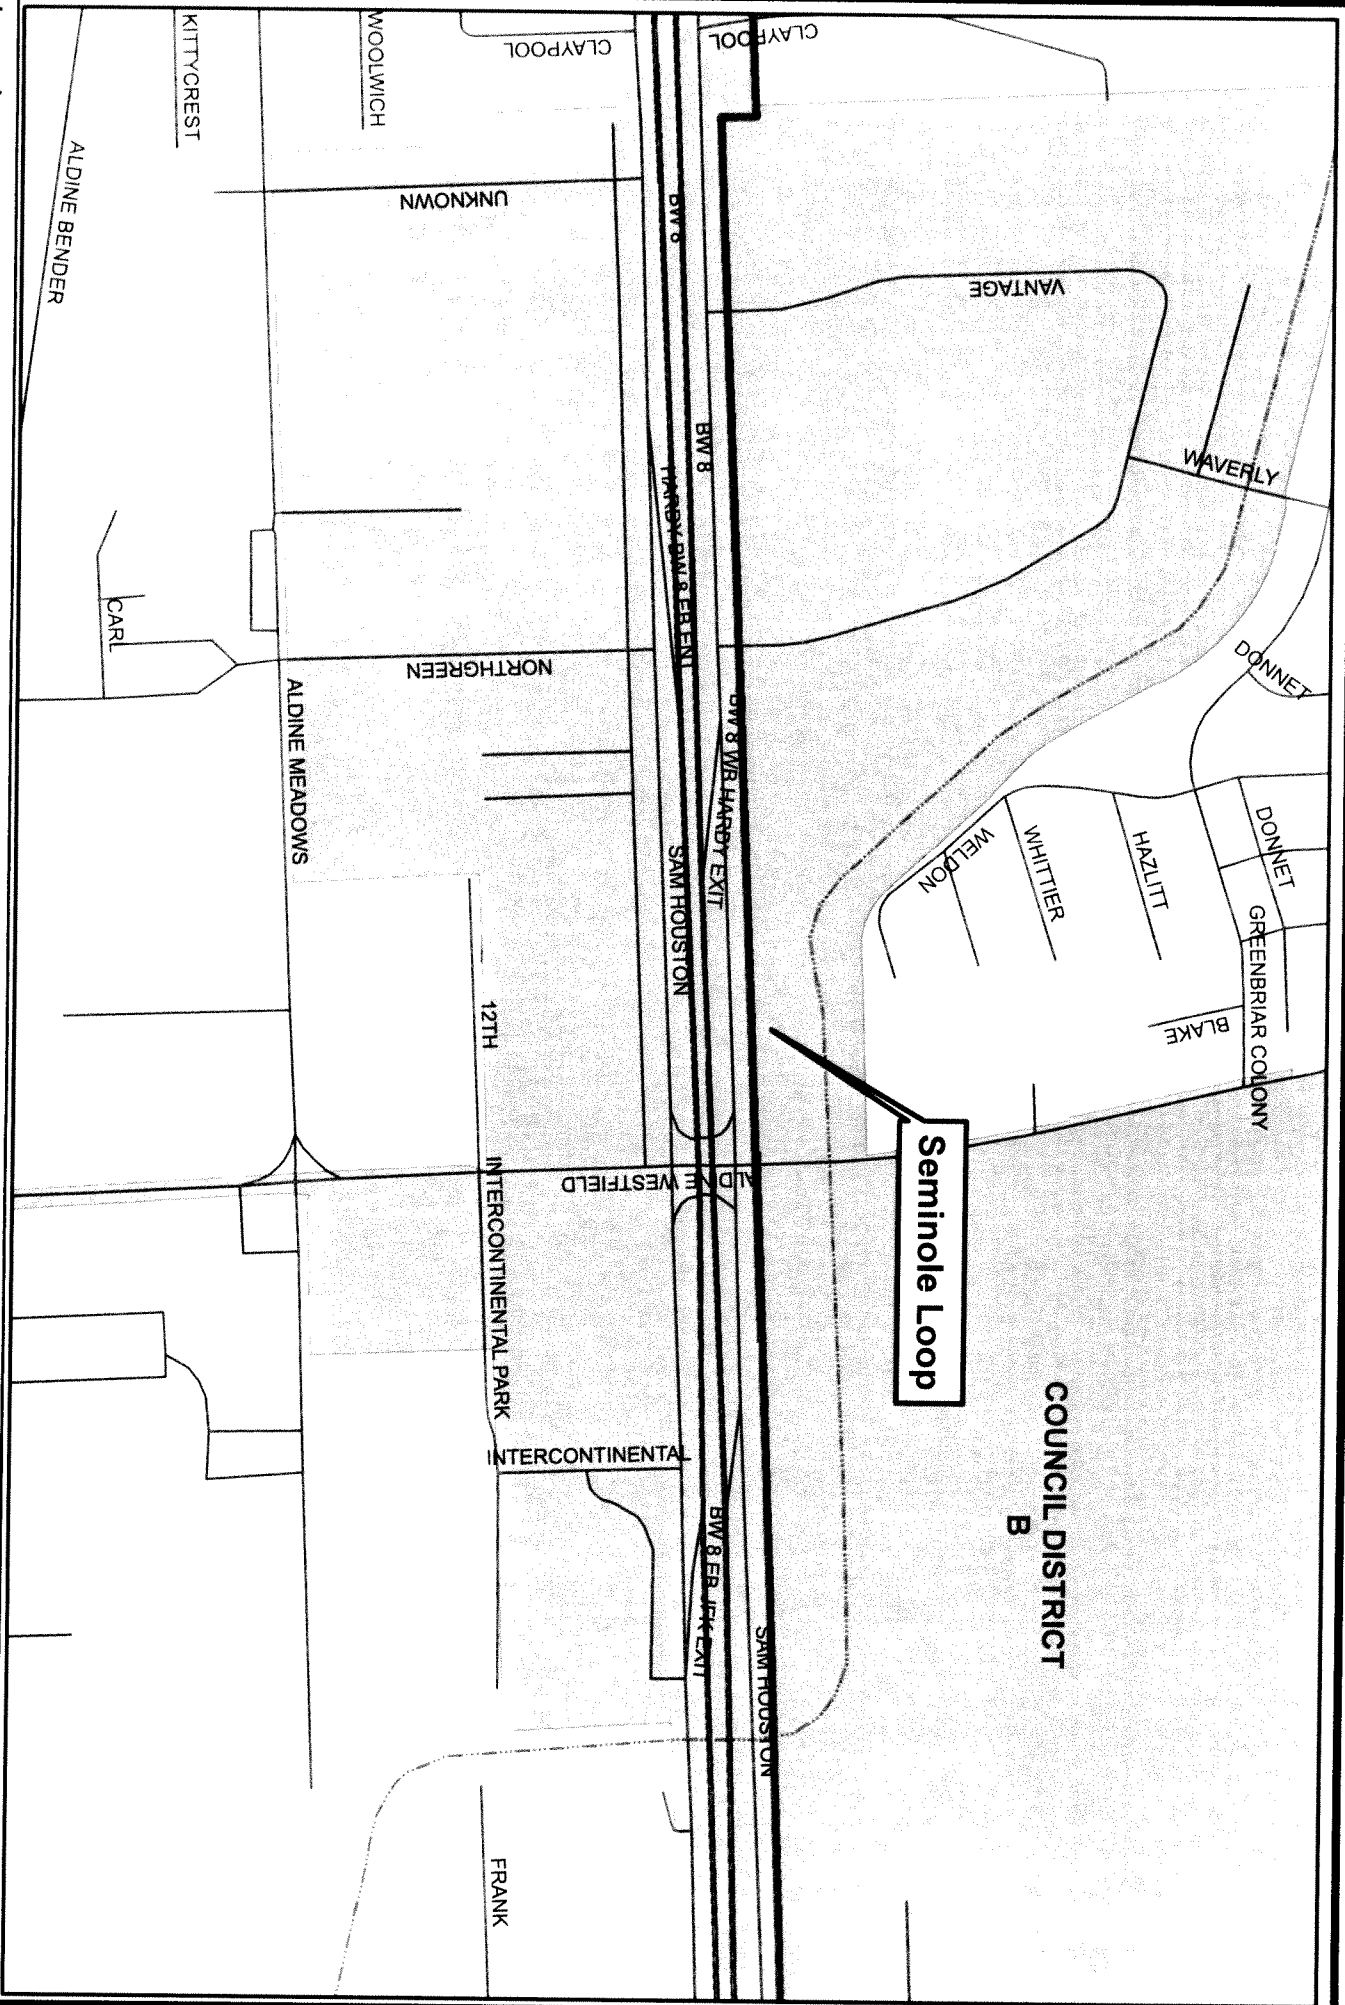 CLAYPOOL
CLAYPOOL
WOOLWICH
KITTYCREST
ALDINE BENDER
UNKNOWN
BW 8
VANTAGE
WAVERLY
BW 8
HARDY BW 8 EB ENT
DONNET
NORTHGREEN
CARL
ALDINE MEADOWS
BW 8 WB HARDY EXIT
SAM HOUSTON
WELDON
WHITTIER
HAZLITT
DONNET
GREENBRIAR COLONY
BLAKE
12TH
Seminole Loop
ALDINE WESTFIELD
INTERCONTINENTAL PARK
INTERCONTINENTAL
COUNCIL DISTRICT
B
BW 8 EB JFK EXIT
SAM HOUSTON
FRANK